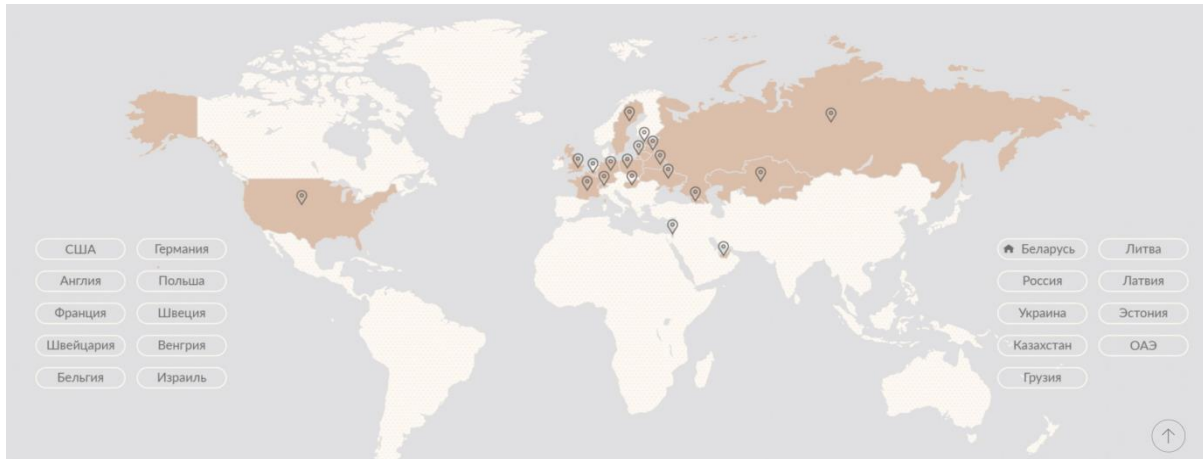 США
Германия
Англия
Польша
Франция
Швеция
Швейцария
Венгрия
Бельгия
Израиль
Беларусь
Литва
Россия
Латвия
Украина
Эстония
Казахстан
ОАЭ
Грузия